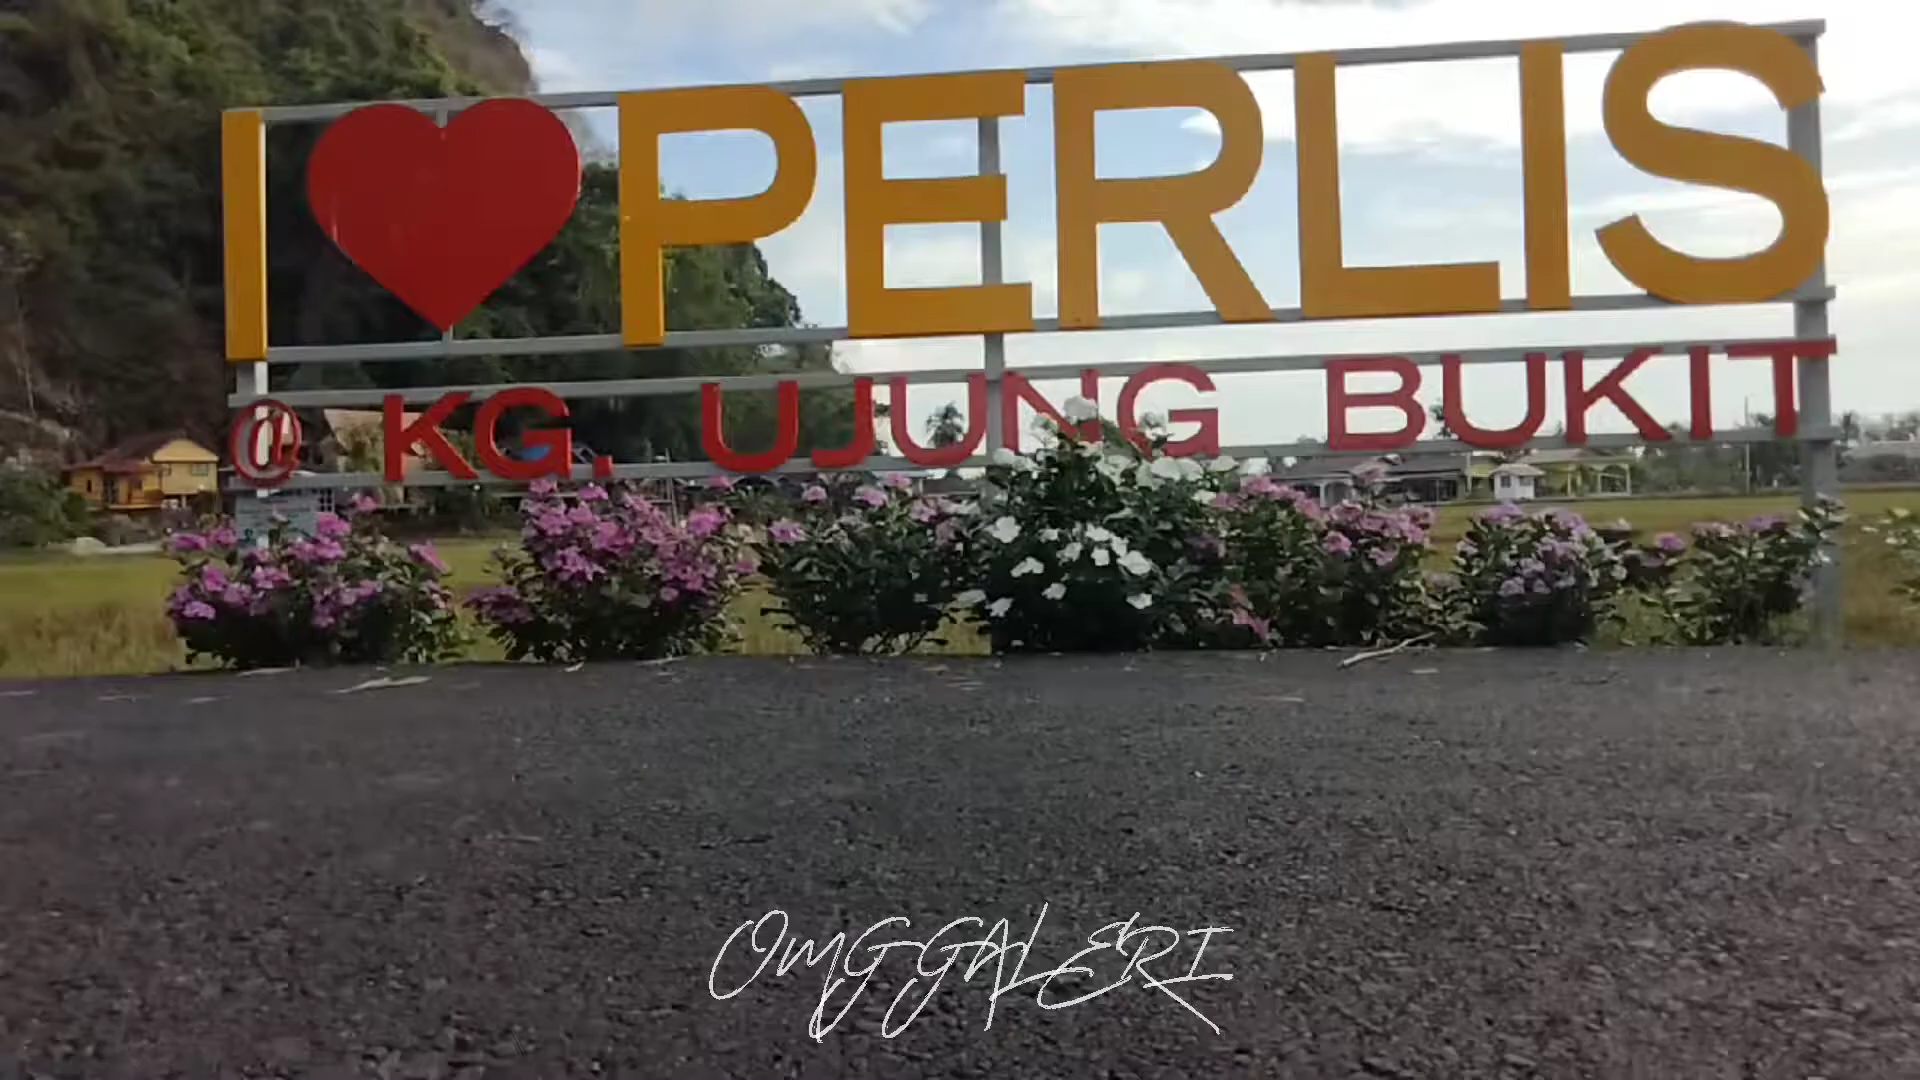 I ❤ PERLIS
@ KG. UJUNG BUKIT
OMGGALERI